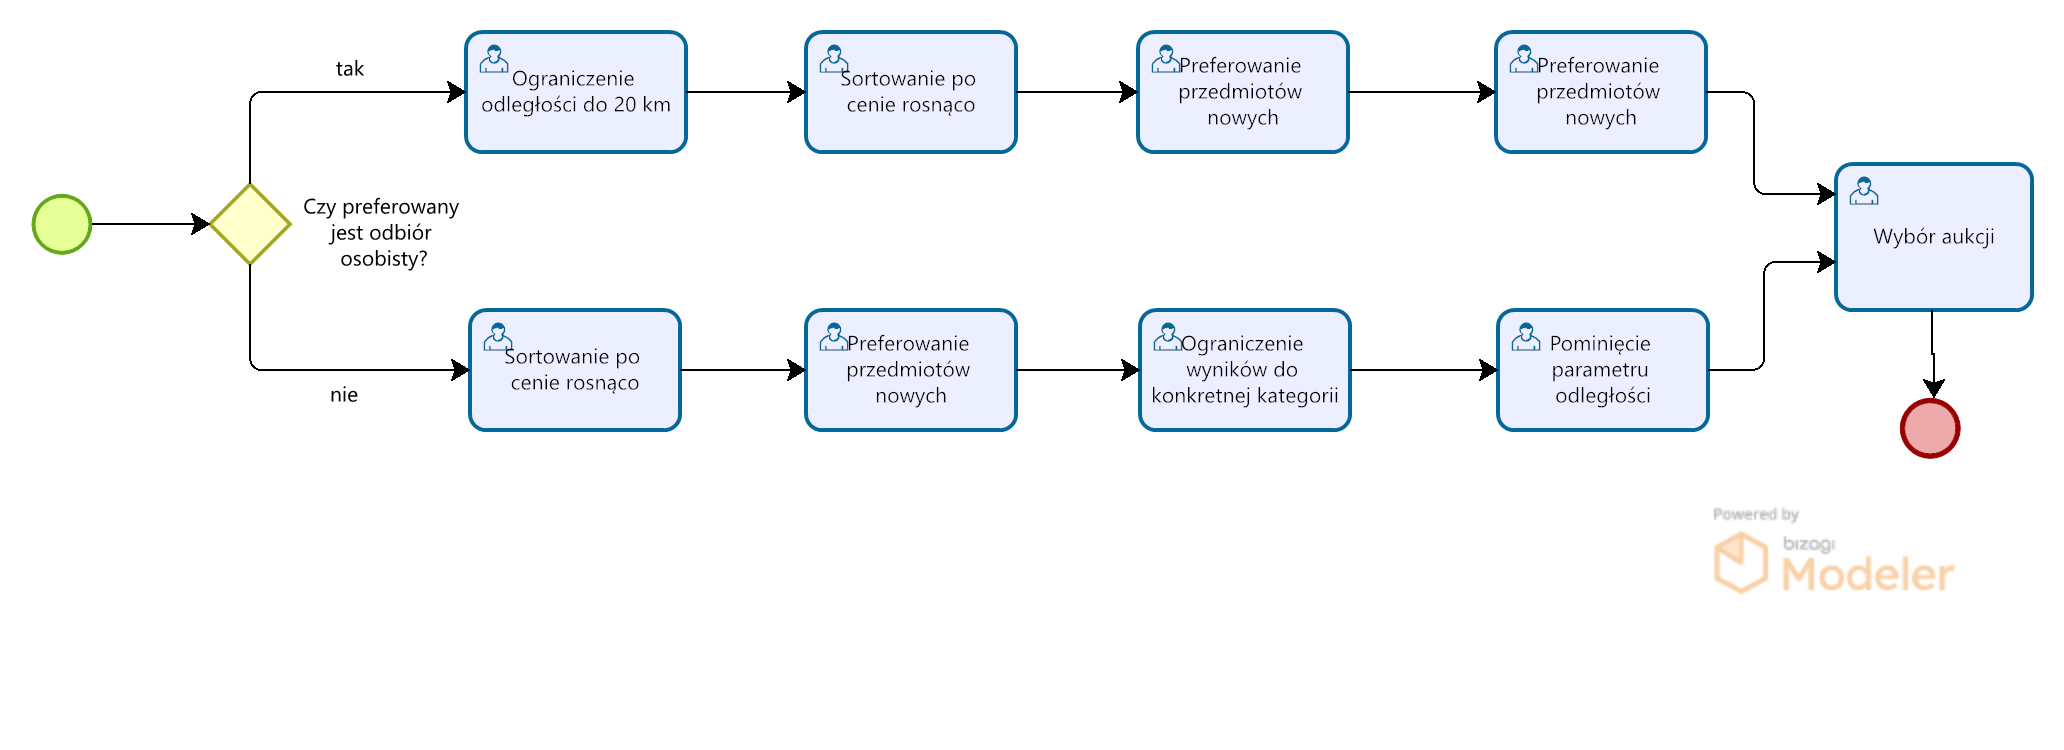 tak
Ograniczenie
odległości do 20 km
Sortowanie po
cenie rosnąco
Preferowanie
przedmiotów
nowych
Preferowanie
przedmiotów
nowych
Czy preferowany
jest odbiór
osobisty?
Wybór aukcji
nie
Sortowanie po
cenie rosnąco
Preferowanie
przedmiotów
nowych
Ograniczenie
wyników do
konkretnej kategorii
Pominięcie
parametru
odległości
Powered by
bizagi
Modeler